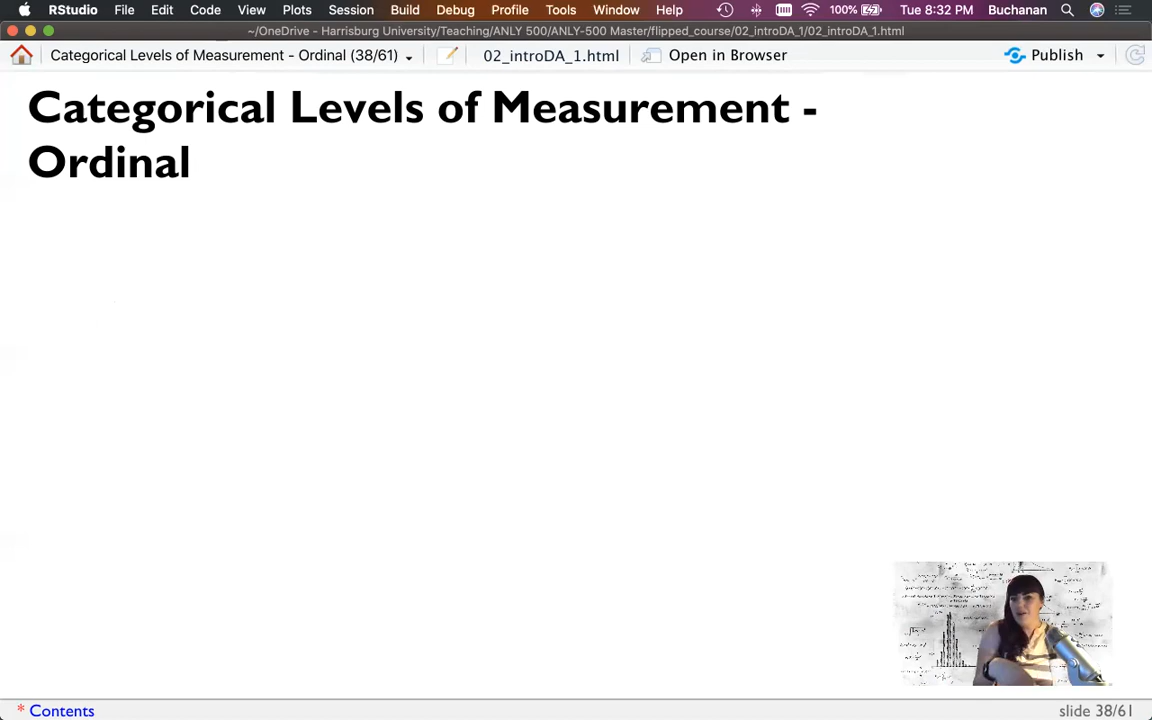 RStudio File Edit Code View Plots Session Build Debug Profile Tools Window Help 100% Tue 8:32 PM Buchanan
~/OneDrive - Harrisburg University/Teaching/ANLY 500/ANLY-500 Master/flipped_course/02_introDA_1/02_introDA_1.html
Categorical Levels of Measurement - Ordinal (38/61) 02_introDA_1.html Open in Browser Publish
Categorical Levels of Measurement -
Ordinal
* Contents slide 38/61